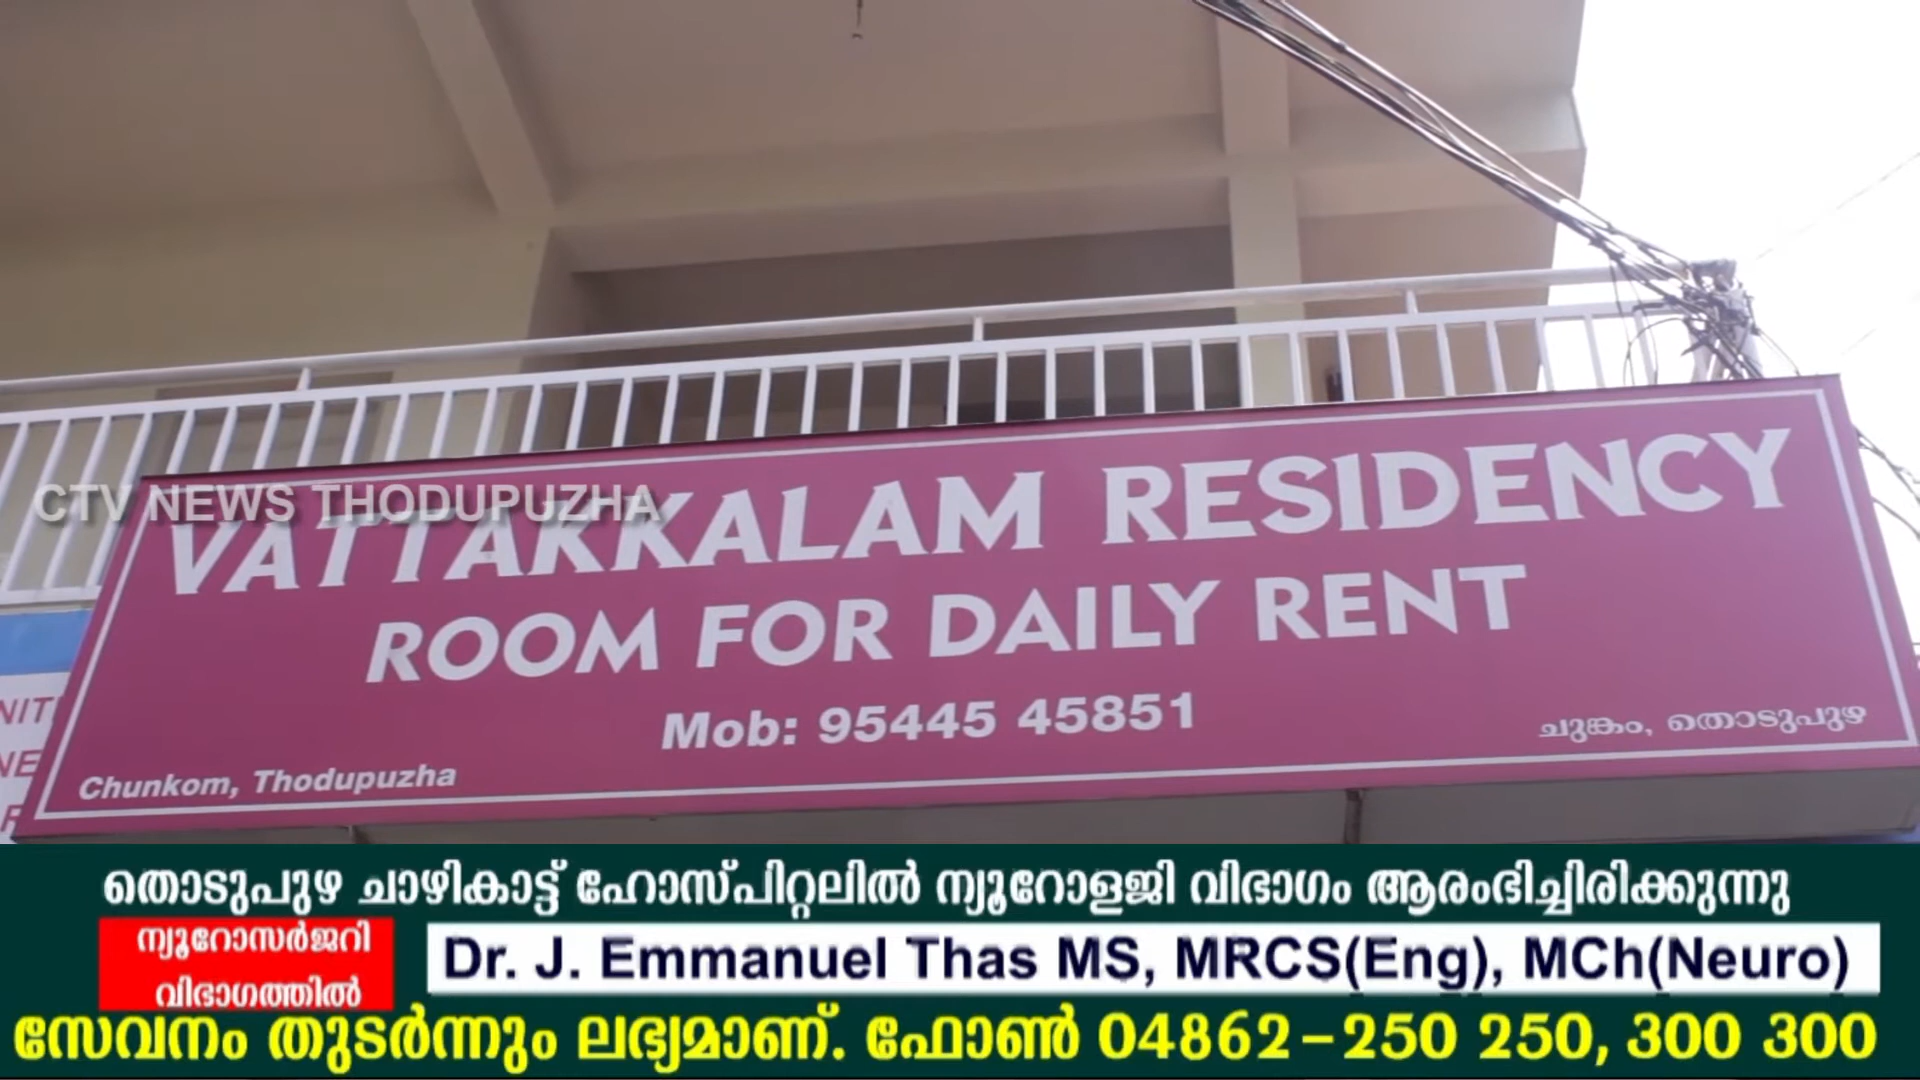 CTV NEWS THODUPUZHA
VATTAKKALAM RESIDENCY
ROOM FOR DAILY RENT
Mob: 95445 45851
Chunkom, Thodupuzha
ചുങ്കം, തൊടുപുഴ
തൊടുപുഴ ചാഴികാട്ട് ഹോസ്പിറ്റലിൽ ന്യൂറോളജി വിഭാഗം ആരംഭിച്ചിരിക്കുന്നു
ന്യൂറോസർജറി
വിഭാഗത്തിൽ
Dr. J. Emmanuel Thas MS, MRCS(Eng), MCh(Neuro)
സേവനം തുടർന്നും ലഭ്യമാണ്. ഫോൺ 04862-250 250, 300 300